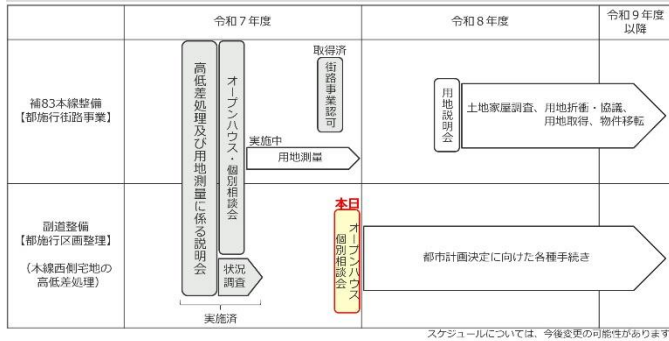 令和７年度
令和８年度
令和９年度
以降
補83本線整備
【都施行街路事業】
高低差処理及び用地測量に係る説明会
オープンハウス・個別相談会
取得済
街路事業認可
実施中
用地測量
用地説明会
土地家屋調査、用地折衝・協議、
用地取得、物件移転
副道整備
【都施行区画整理】
（本線西側宅地の
高低差処理）
状況
調査
実施済
本日
オープンハウス
個別相談会
都市計画決定に向けた各種手続き
スケジュールについては、今後変更の可能性があります